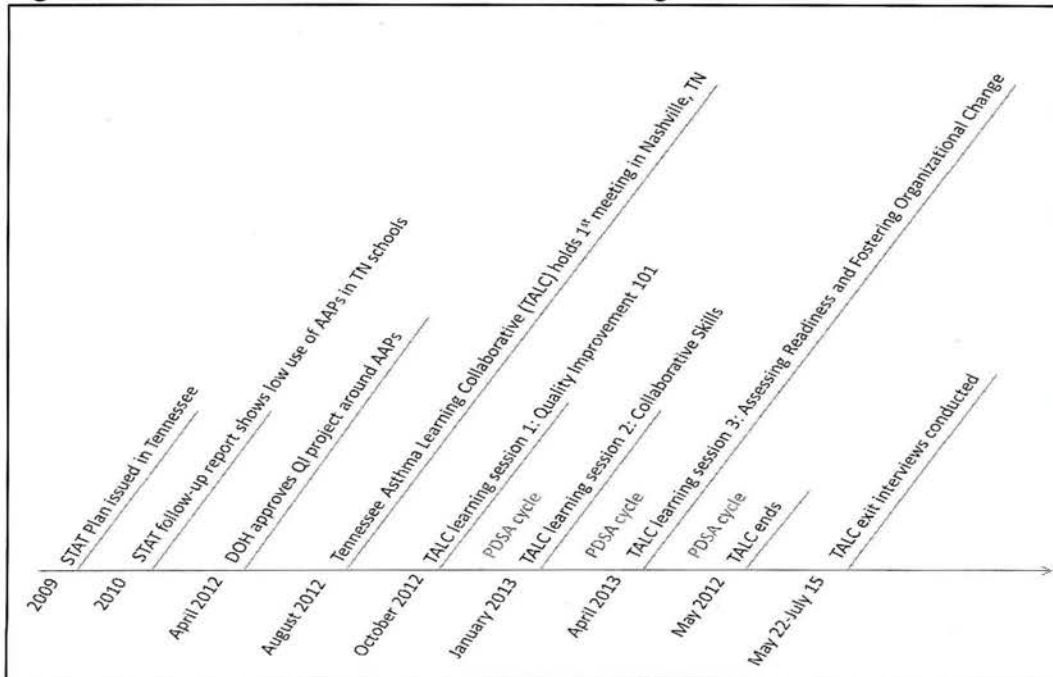 2009
STAT Plan issued in Tennessee
2010
STAT follow-up report shows low use of AAPs in TN schools
April 2012
DOH approves QI project around AAPs
August 2012
Tennessee Asthma Learning Collaborative (TALC) holds 1st meeting in Nashville, TN
October 2012
TALC learning session 1: Quality Improvement 101
PDSA cycle
January 2013
TALC learning session 2: Collaborative Skills
PDSA cycle
April 2013
TALC learning session 3: Assessing Readiness and Fostering Organizational Change
PDSA cycle
May 2012
TALC ends
May 22-July 15
TALC exit interviews conducted